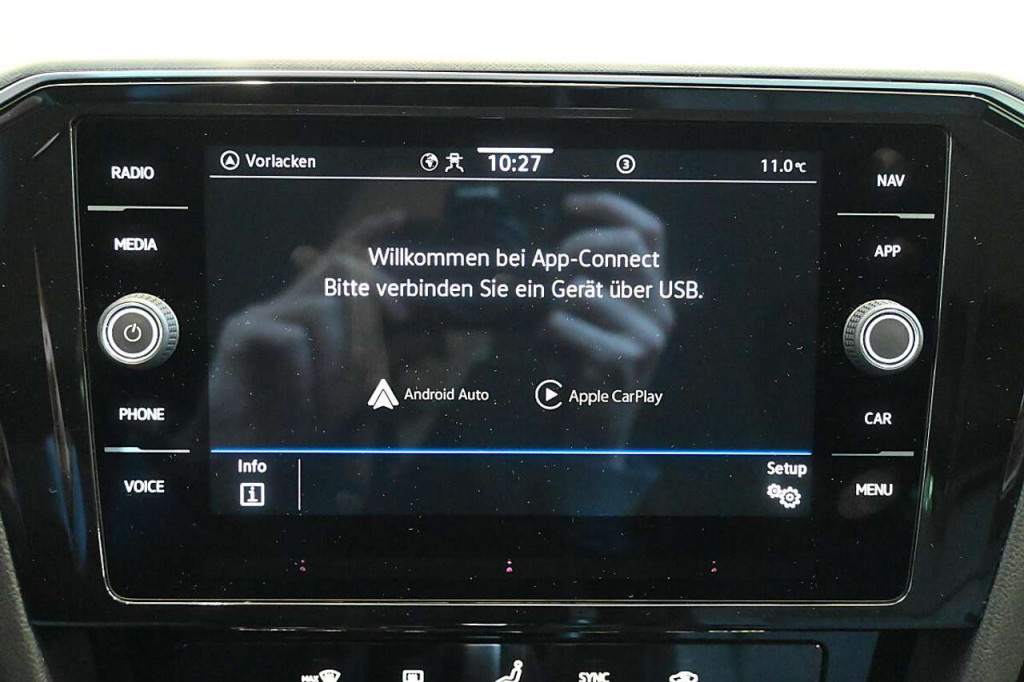 RADIO
MEDIA
PHONE
VOICE
Vorlacken
10:27
3
11.0°C
Willkommen bei App-Connect
Bitte verbinden Sie ein Gerät über USB.
Android Auto
Apple CarPlay
Info
Setup
NAV
APP
CAR
MENU
MAX
SYNC